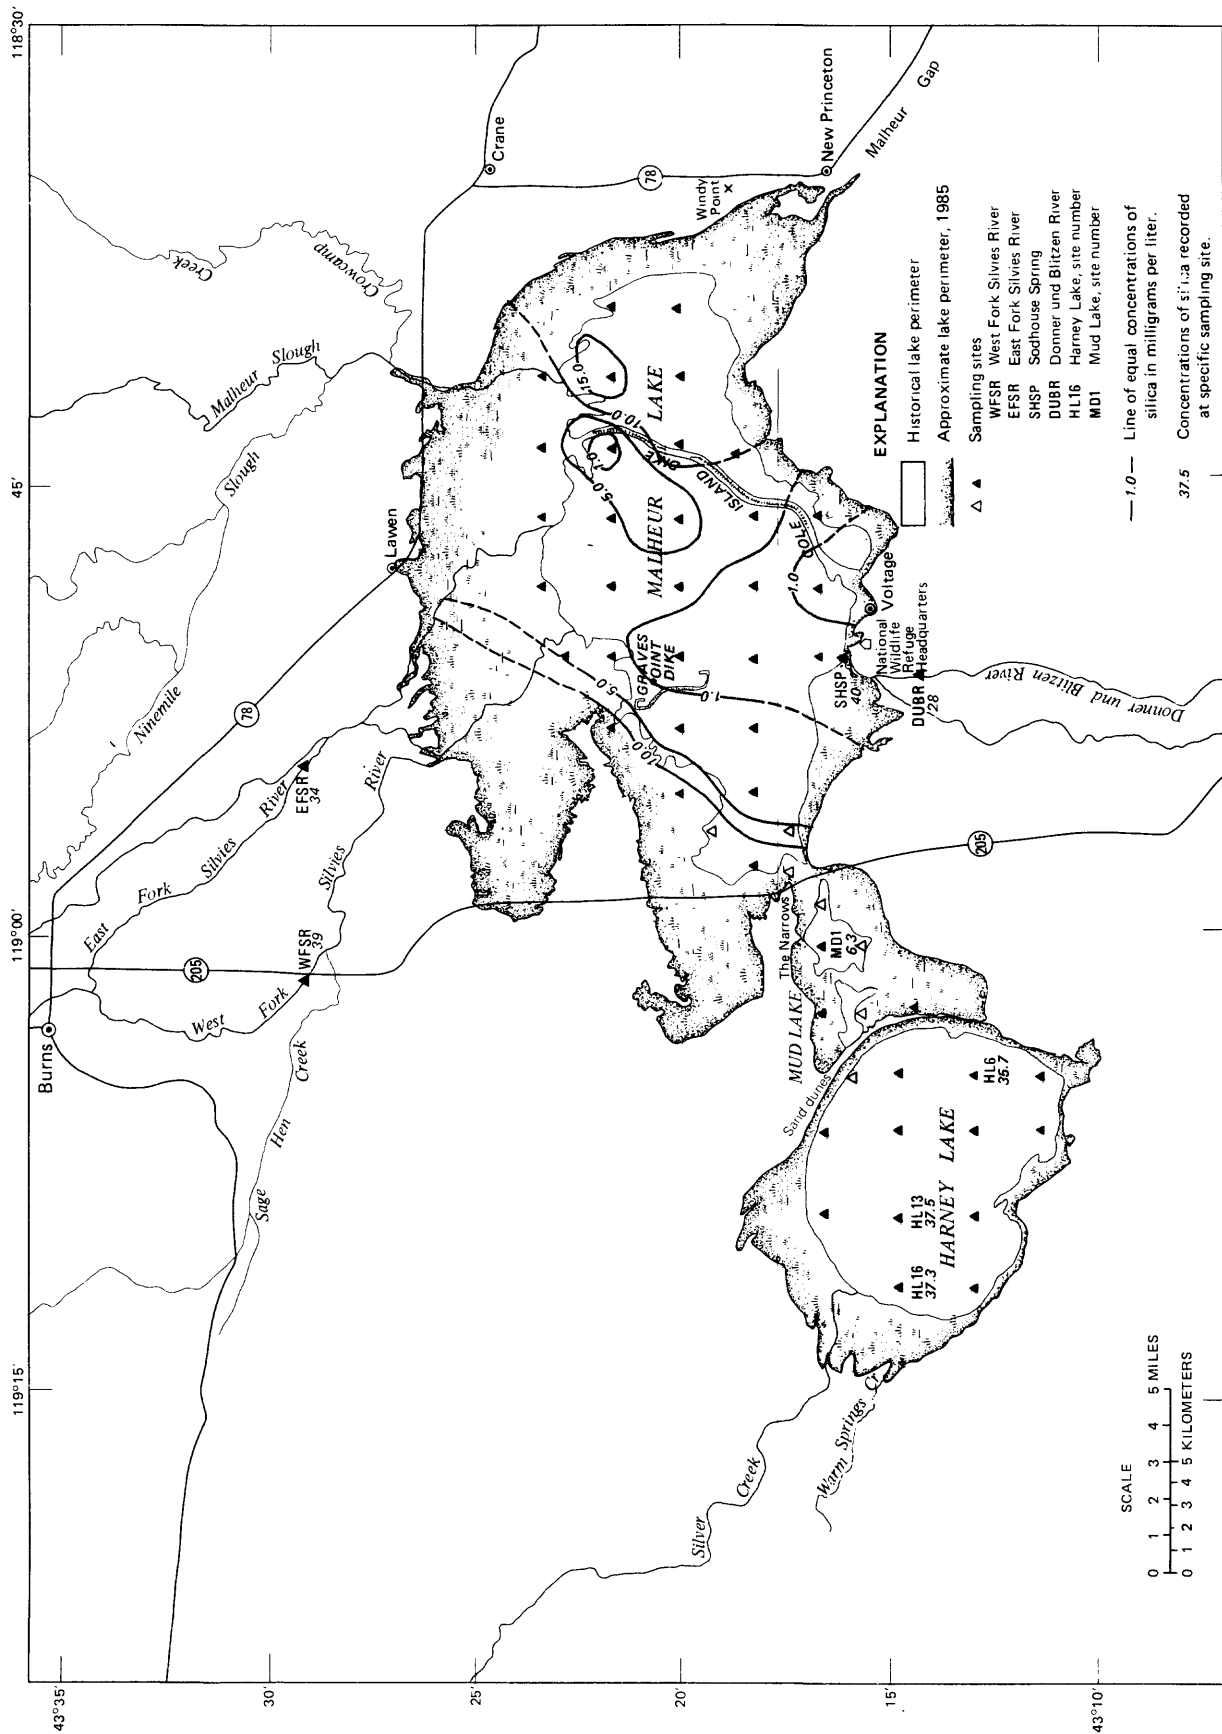 118°30'
45'
119°00'
119°15'
43°35'
30'
25'
20'
15'
43°10'
Burns
205
78
Crane
78
New Princeton
Malheur Gap
Windy
Point
Creek
Crowcamp
Malheur Slough
Slough
Ninemile
Lawen
East Fork Silvies River
EFSR
34
West Fork Silvies River
WFSR
39
Sage Hen Creek
MALHEUR LAKE
15.0
10.0
5.0
1.0
COLE ISLAND DIKE
1.0
GRAVES
POINT
DIKE
5.0
10.0
1.0
Voltage
National
Wildlife
Refuge
Headquarters
SHSP
40
DUBR
28
Donner und Blitzen River
205
The Narrows
MUD LAKE
MD1
6.3
Sand dunes
HARNEY LAKE
HL6
35.7
HL13
37.5
HL16
37.3
Silver Creek
Warm Springs Cr
EXPLANATION
Historical lake perimeter
Approximate lake perimeter, 1985
Sampling sites
WFSR West Fork Silvies River
EFSR East Fork Silvies River
SHSP Sodhouse Spring
DUBR Donner und Blitzen River
HL16 Harney Lake, site number
MD1 Mud Lake, site number
1.0 Line of equal concentrations of
silica in milligrams per liter.
37.5 Concentrations of silica recorded
at specific sampling site.
SCALE
0 1 2 3 4 5 MILES
0 1 2 3 4 5 KILOMETERS